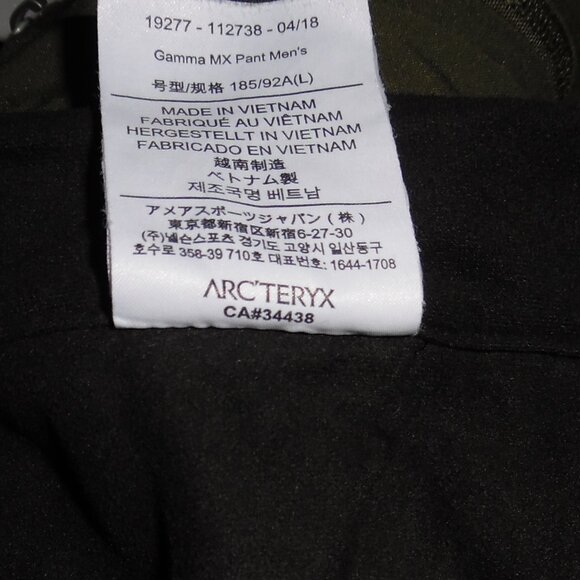 19277 - 112738 - 04/18
Gamma MX Pant Men's
号型/规格 185/92A(L)
MADE IN VIETNAM
FABRIQUÉ AU VIÊTNAM
HERGESTELLT IN VIETNAM
FABRICADO EN VIETNAM
越南制造
ベトナム製
제조국명 베트남
アメアスポーツジャパン(株)
東京都新宿区新宿6-27-30
(주)넬슨스포츠 경기도 고양시 일산동구
호수로 358-39 710호 대표번호: 1644-1708
ARC'TERYX
CA#34438